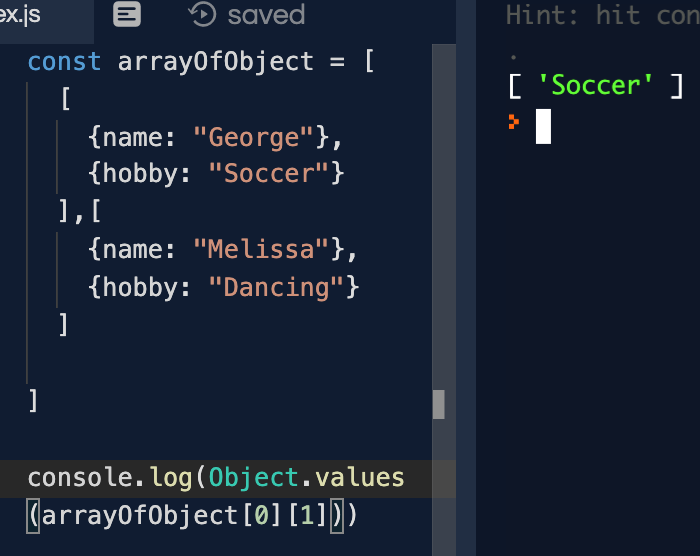 ex.js
saved
const arrayOfObject = [
[
{name: "George"},
{hobby: "Soccer"}
],[
{name: "Melissa"},
{hobby: "Dancing"}
]
]
console.log(Object.values
(arrayOfObject[0][1]))
Hint: hit con
.
[ 'Soccer' ]